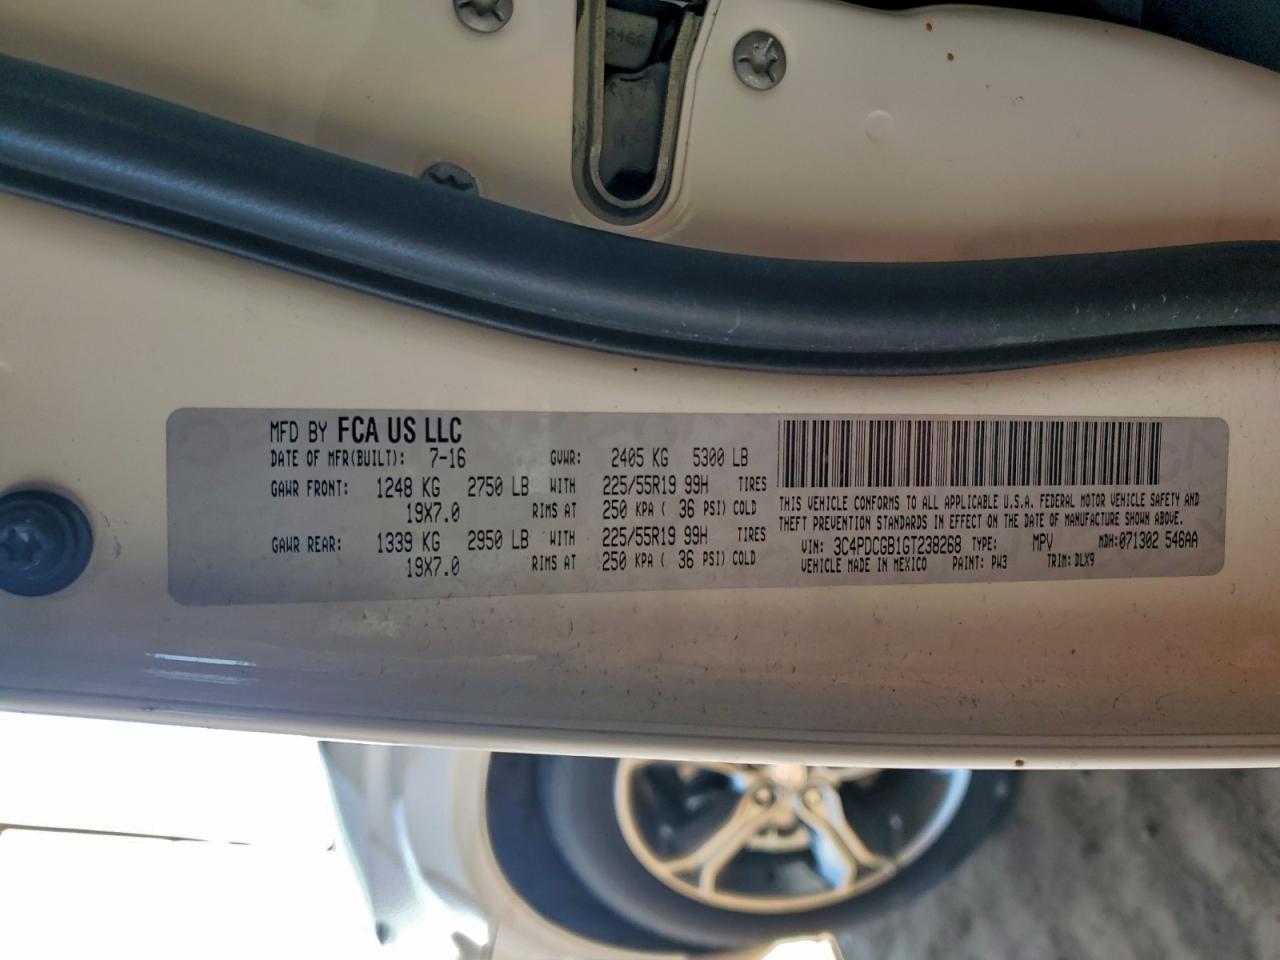 MFD BY FCA US LLC
DATE OF MFR(BUILT): 7-16 GVWR: 2405 KG 5300 LB
GAWR FRONT: 1248 KG 2750 LB WITH 225/55R19 99H TIRES
19X7.0 RIMS AT 250 KPA ( 36 PSI) COLD
GAWR REAR: 1339 KG 2950 LB WITH 225/55R19 99H TIRES
19X7.0 RIMS AT 250 KPA ( 36 PSI) COLD
THIS VEHICLE CONFORMS TO ALL APPLICABLE U.S.A. FEDERAL MOTOR VEHICLE SAFETY AND
THEFT PREVENTION STANDARDS IN EFFECT ON THE DATE OF MANUFACTURE SHOWN ABOVE.
VIN: 3C4PDCGB1GT238268 TYPE: MPV MDH:071302 546AA
VEHICLE MADE IN MEXICO PAINT: PW3 TRIM: DLX9